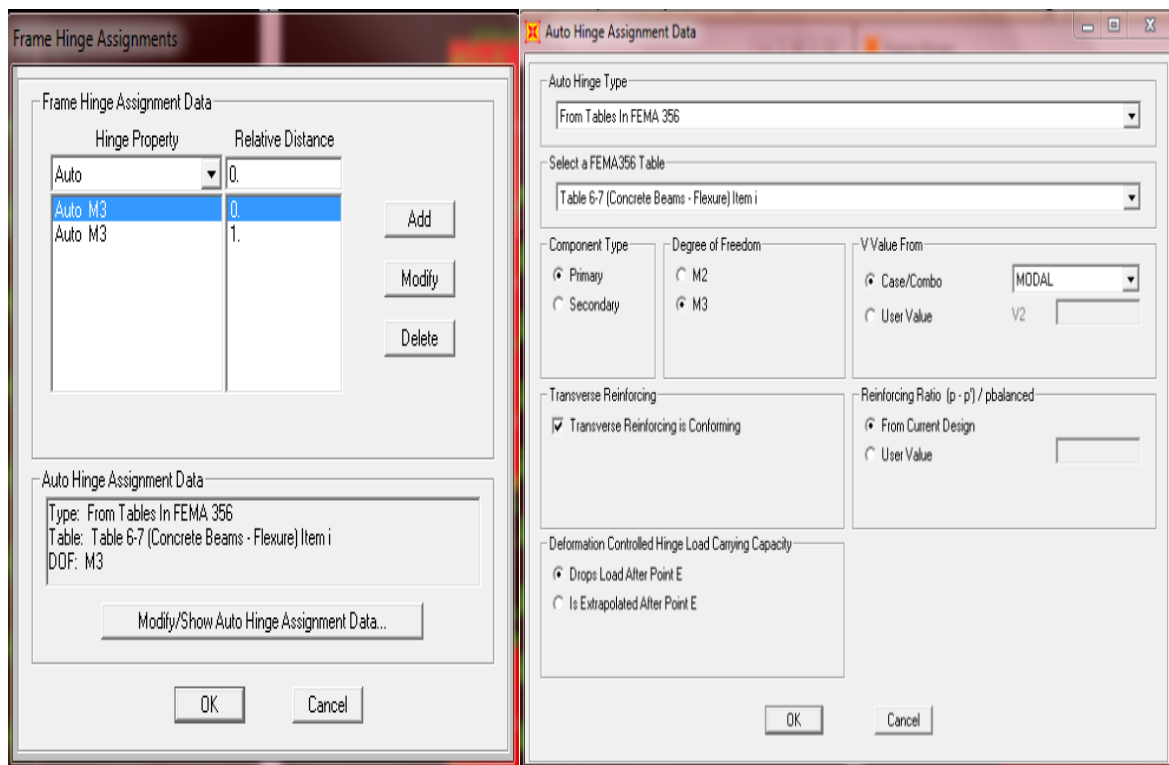 Frame Hinge Assignments
Frame Hinge Assignment Data
Hinge Property Relative Distance
Auto 0.
Auto M3 0.
Auto M3 1.
Add
Modify
Delete
Auto Hinge Assignment Data
Type: From Tables In FEMA 356
Table: Table 6-7 (Concrete Beams - Flexure) Item i
DOF: M3
Modify/Show Auto Hinge Assignment Data...
OK Cancel
Auto Hinge Assignment Data
Auto Hinge Type
From Tables In FEMA 356
Select a FEMA356 Table
Table 6-7 (Concrete Beams - Flexure) Item i
Component Type
Primary
Secondary
Degree of Freedom
M2
M3
V Value From
Case/Combo MODAL
User Value V2
Transverse Reinforcing
Transverse Reinforcing is Conforming
Reinforcing Ratio (p - p') / pbalanced
From Current Design
User Value
Deformation Controlled Hinge Load Carrying Capacity
Drops Load After Point E
Is Extrapolated After Point E
OK Cancel